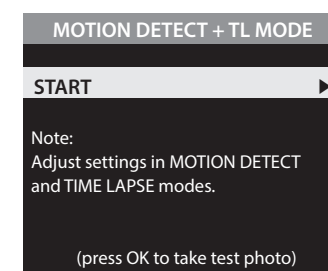 MOTION DETECT + TL MODE
START
Note:
Adjust settings in MOTION DETECT
and TIME LAPSE modes.
(press OK to take test photo)